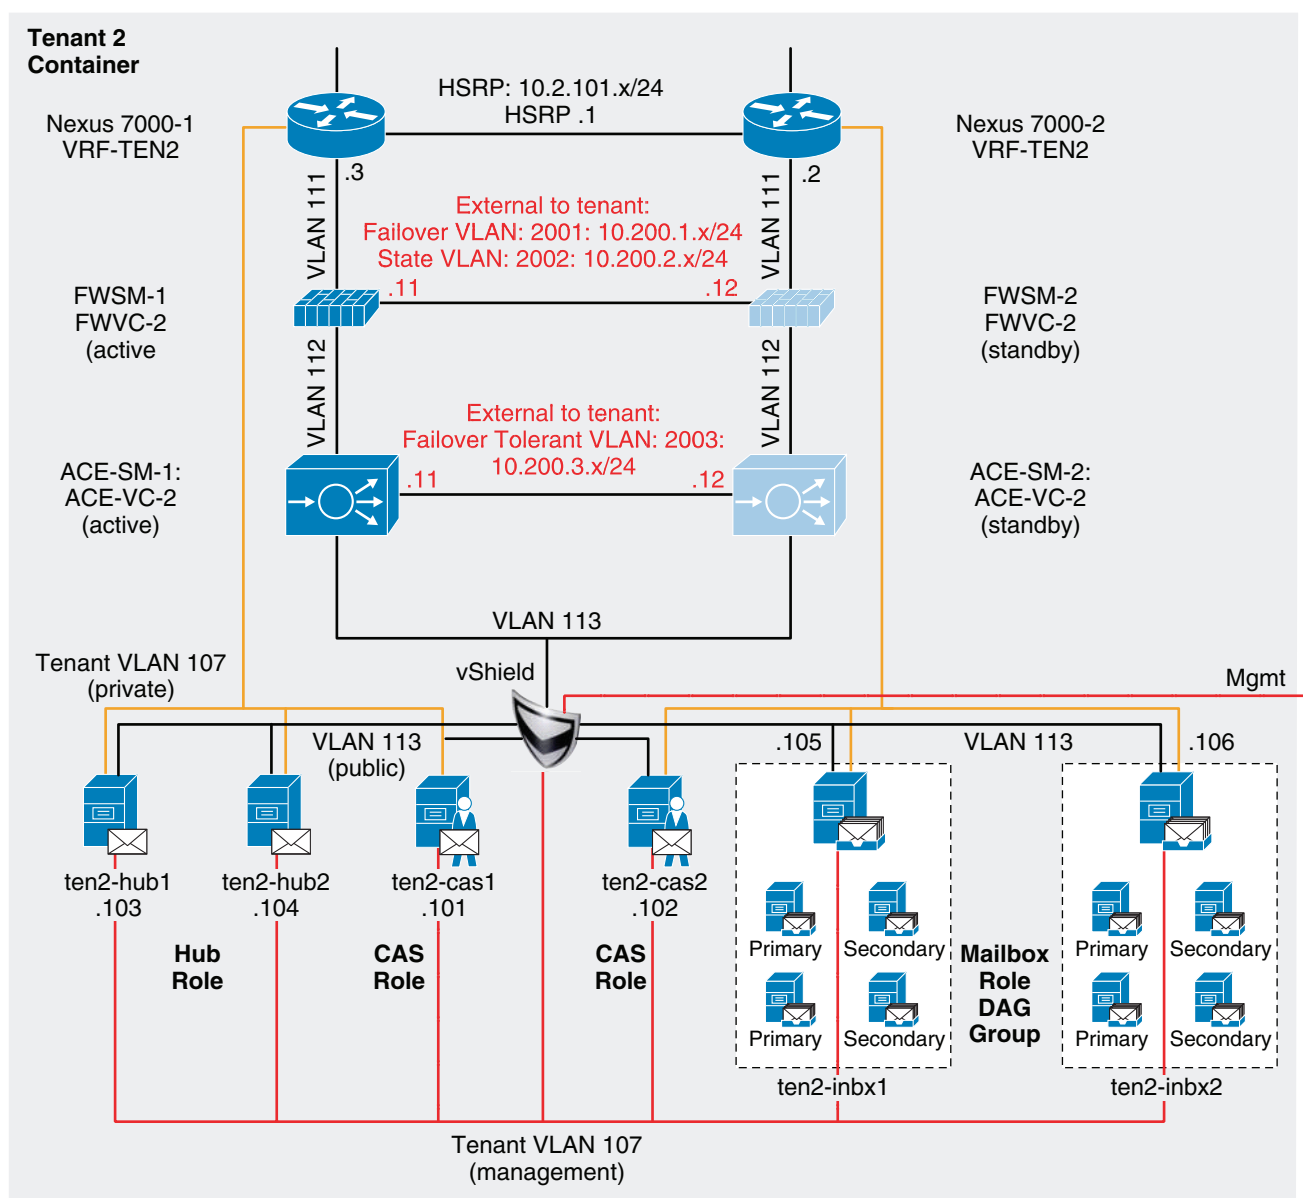 Tenant 2
Container
HSRP: 10.2.101.x/24
HSRP .1
Nexus 7000-1
VRF-TEN2
Nexus 7000-2
VRF-TEN2
.3
.2
VLAN 111
VLAN 111
External to tenant:
Failover VLAN: 2001: 10.200.1.x/24
State VLAN: 2002: 10.200.2.x/24
.11
.12
FWSM-1
FWVC-2
(active
FWSM-2
FWVC-2
(standby)
VLAN 112
VLAN 112
External to tenant:
Failover Tolerant VLAN: 2003:
10.200.3.x/24
.11
.12
ACE-SM-1:
ACE-VC-2
(active)
ACE-SM-2:
ACE-VC-2
(standby)
VLAN 113
Tenant VLAN 107
(private)
vShield
Mgmt
VLAN 113
(public)
.105
VLAN 113
.106
ten2-hub1
.103
ten2-hub2
.104
ten2-cas1
.101
ten2-cas2
.102
Hub
Role
CAS
Role
CAS
Role
Primary
Secondary
Primary
Secondary
Mailbox
Role
DAG
Group
Primary
Secondary
Primary
Secondary
ten2-inbx1
ten2-inbx2
Tenant VLAN 107
(management)